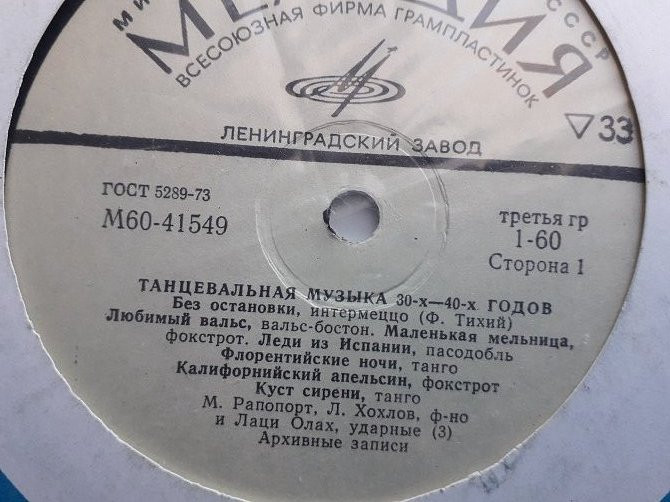 МЕЛОДИЯ
СССР
ВСЕСОЮЗНАЯ ФИРМА ГРАМПЛАСТИНОК
ЛЕНИНГРАДСКИЙ ЗАВОД
▽33
ГОСТ 5289-73
М60-41549
третья гр
1-60
Сторона 1
ТАНЦЕВАЛЬНАЯ МУЗЫКА 30-х—40-х ГОДОВ
Без остановки, интермеццо (Ф. Тихий)
Любимый вальс, вальс-бостон. Маленькая мельница,
фокстрот. Леди из Испании, пасодобль
Флорентийские ночи, танго
Калифорнийский апельсин, фокстрот
Куст сирени, танго
М. Рапопорт, Л. Хохлов, ф-но
и Лаци Олах, ударные (3)
Архивные записи